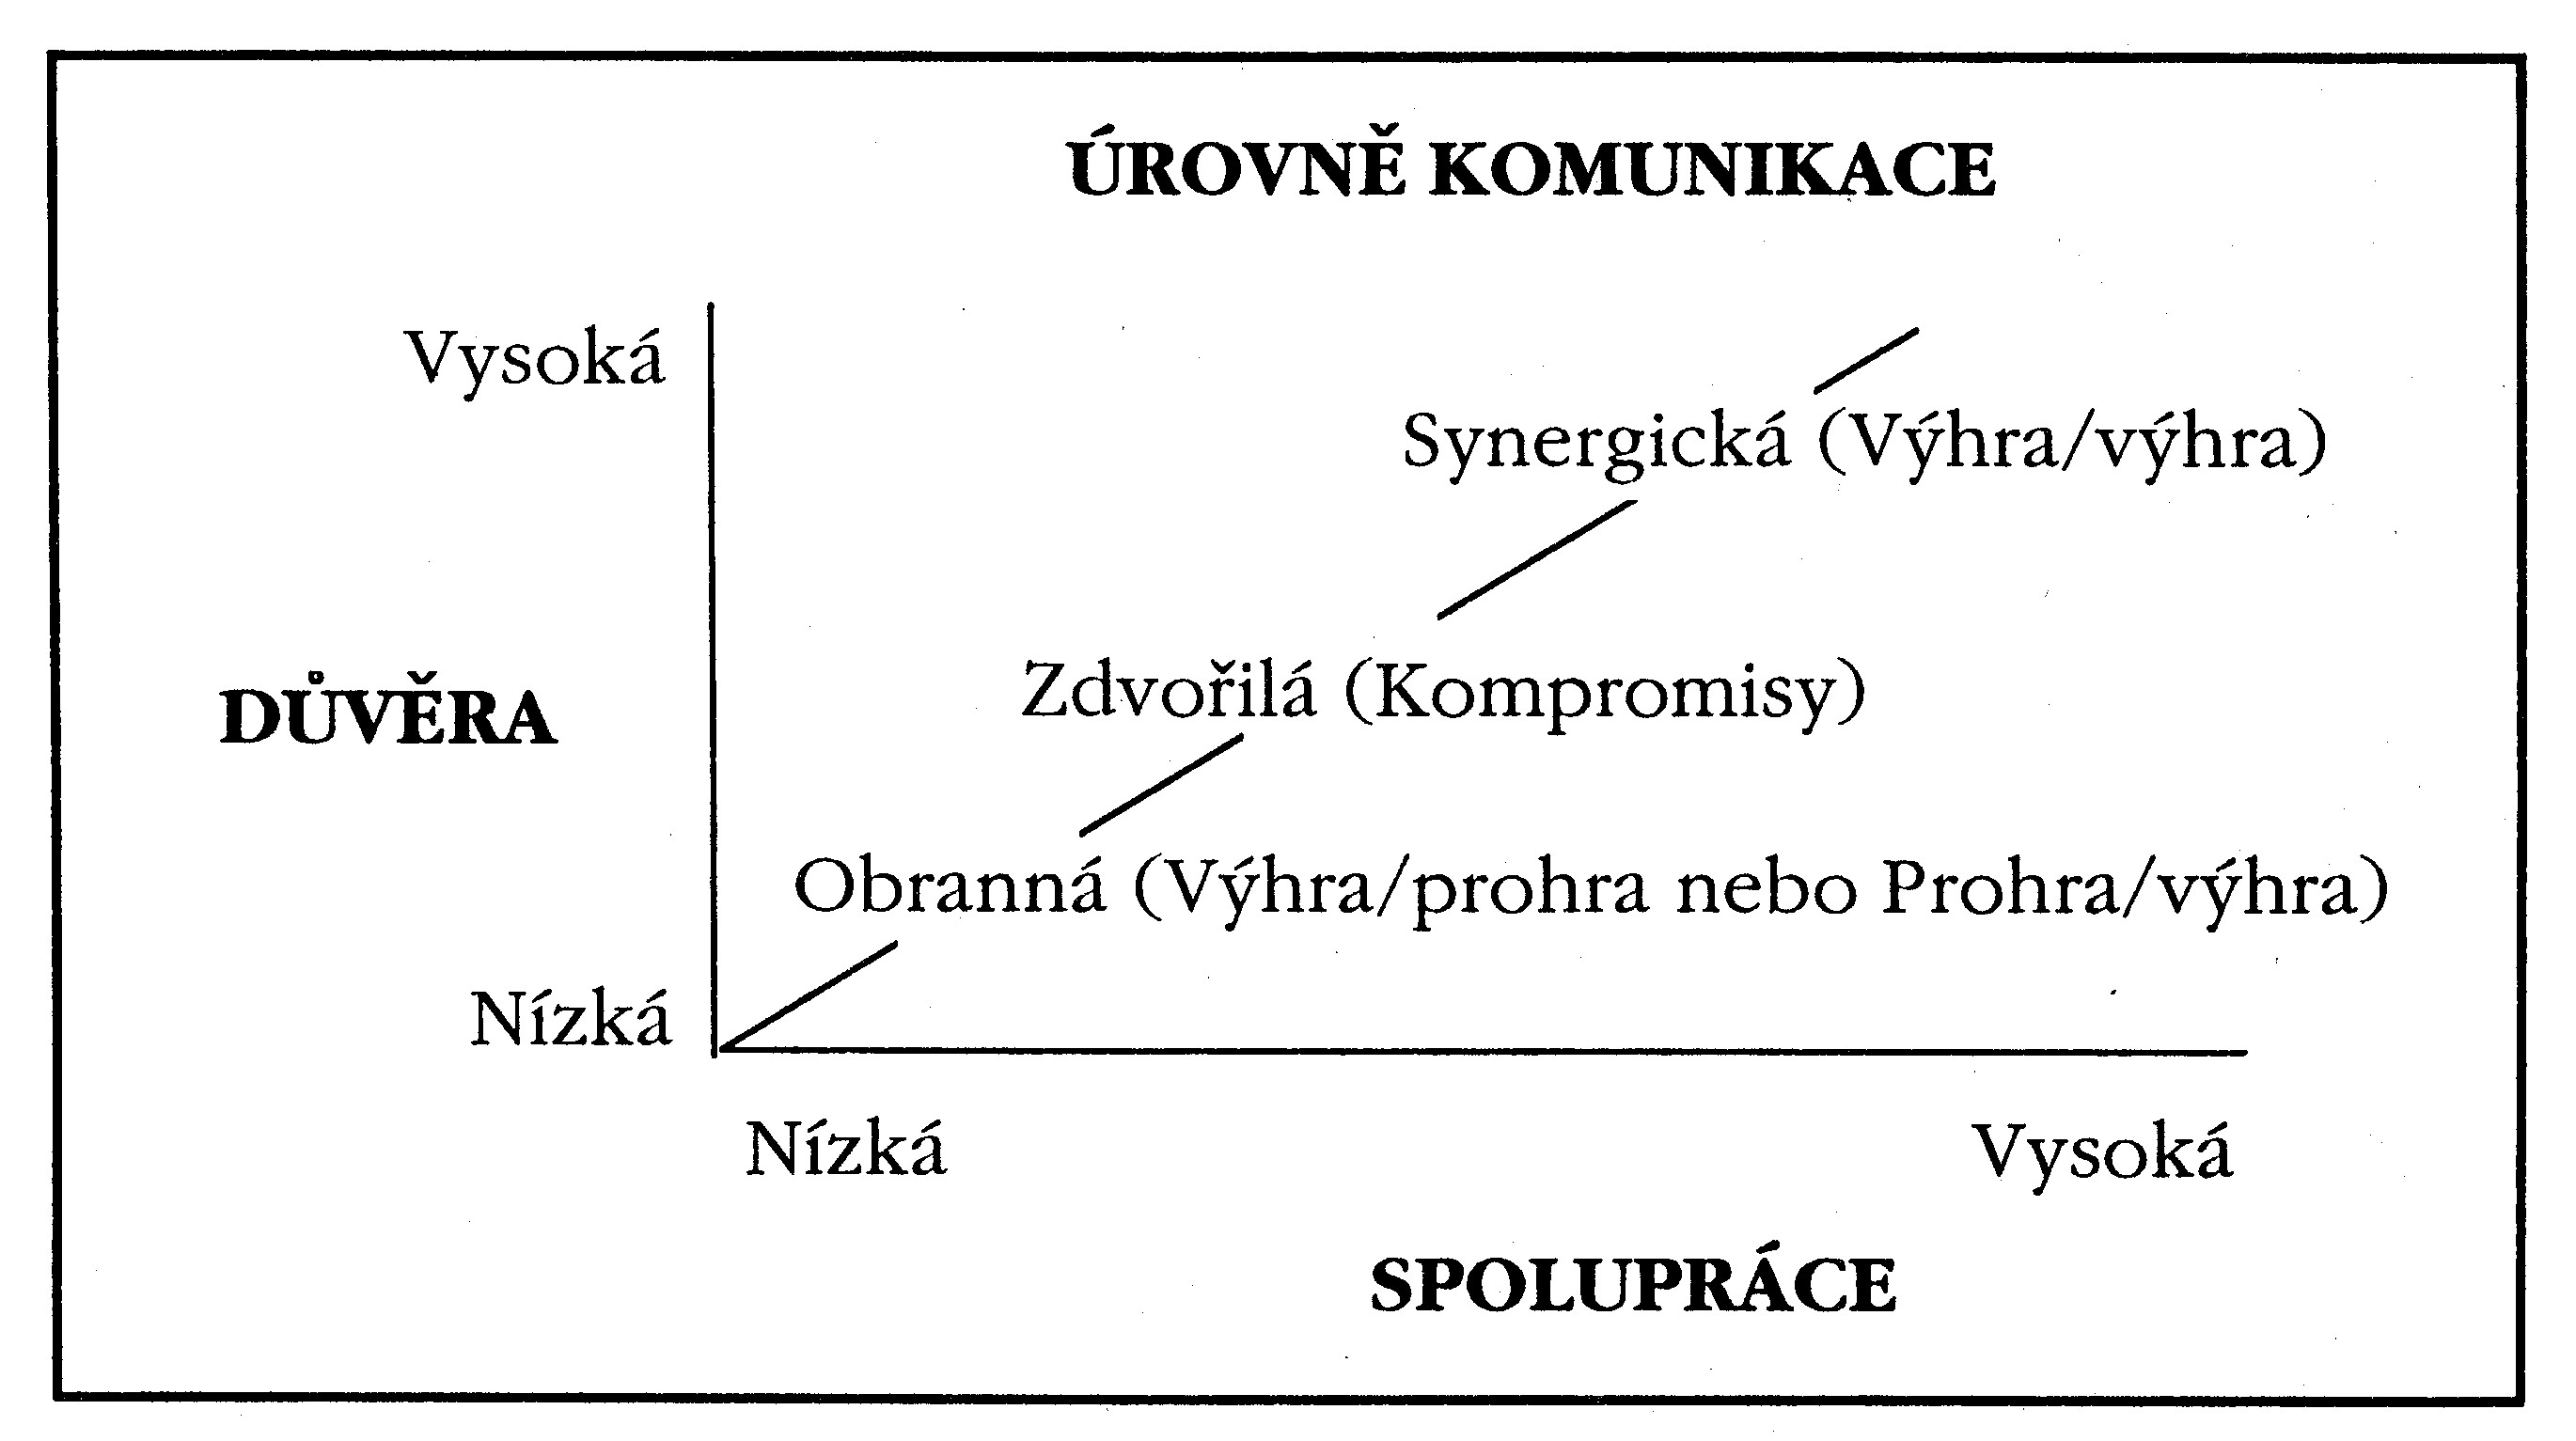 ÚROVNĚ KOMUNIKACE
Vysoká
Synergická (Výhra/výhra)
Zdvořilá (Kompromisy)
DŮVĚRA
Obranná (Výhra/prohra nebo Prohra/výhra)
Nízká
Nízká
Vysoká
SPOLUPRÁCE